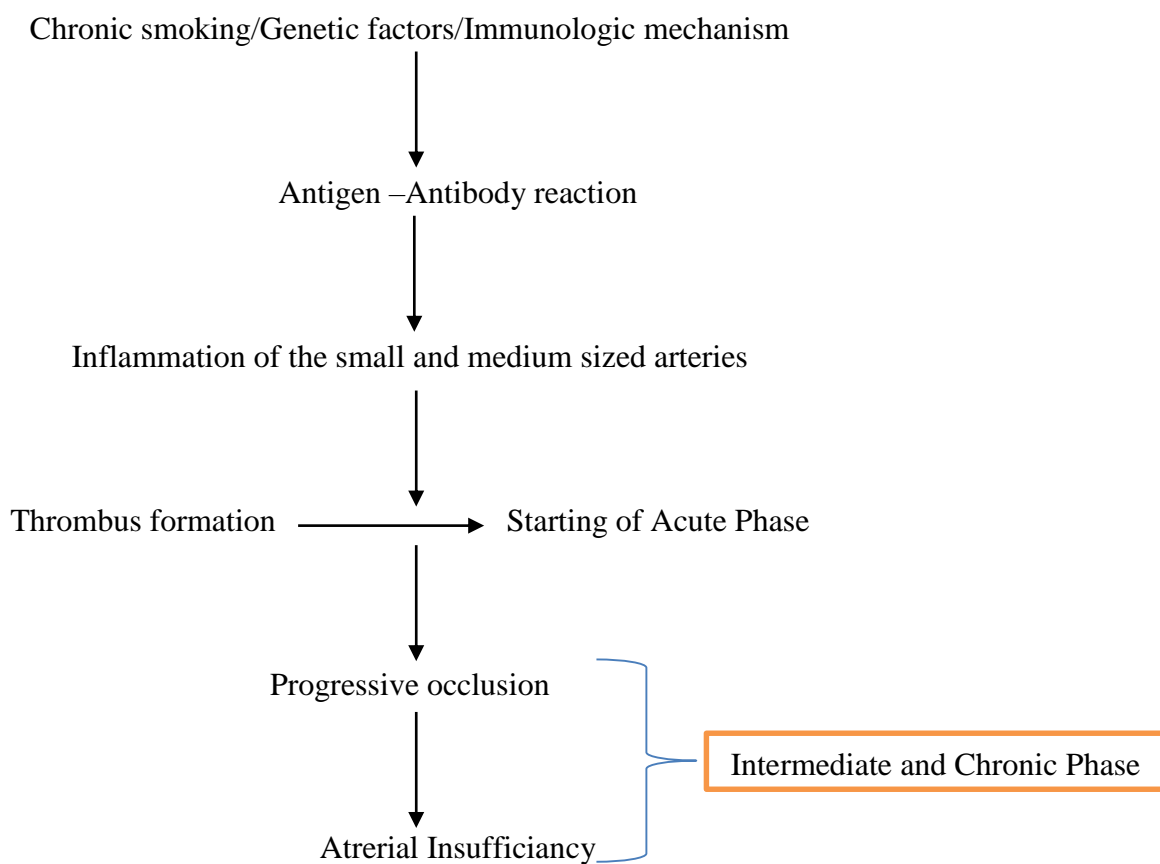 Chronic smoking/Genetic factors/Immunologic mechanism
Antigen –Antibody reaction
Inflammation of the small and medium sized arteries
Thrombus formation
Starting of Acute Phase
Progressive occlusion
Intermediate and Chronic Phase
Atrerial Insufficiancy